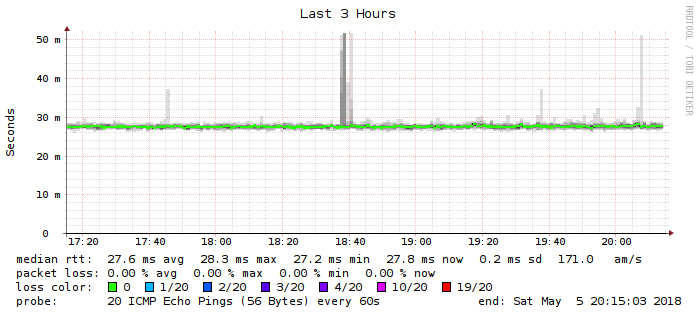 Last 3 Hours
RRDTOOL / TOBI OETIKER
Seconds
50 m
40 m
30 m
20 m
10 m
0
17:20 17:40 18:00 18:20 18:40 19:00 19:20 19:40 20:00
median rtt: 27.6 ms avg 28.3 ms max 27.2 ms min 27.8 ms now 0.2 ms sd 171.0 am/s
packet loss: 0.00 % avg 0.00 % max 0.00 % min 0.00 % now
loss color: 0 1/20 2/20 3/20 4/20 10/20 19/20
probe: 20 ICMP Echo Pings (56 Bytes) every 60s end: Sat May 5 20:15:03 2018